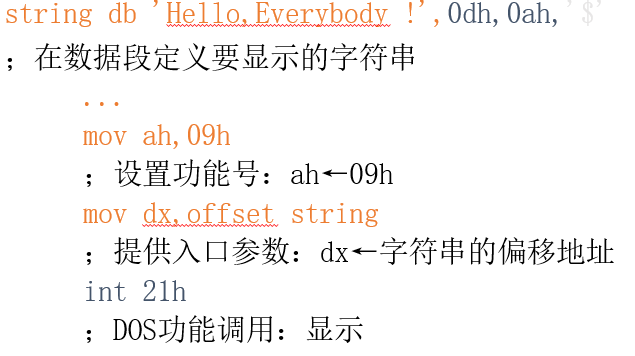 string db 'Hello,Everybody !',0dh,0ah,'$'
；在数据段定义要显示的字符串
...
mov ah,09h
；设置功能号：ah←09h
mov dx,offset string
；提供入口参数：dx←字符串的偏移地址
int 21h
；DOS功能调用：显示